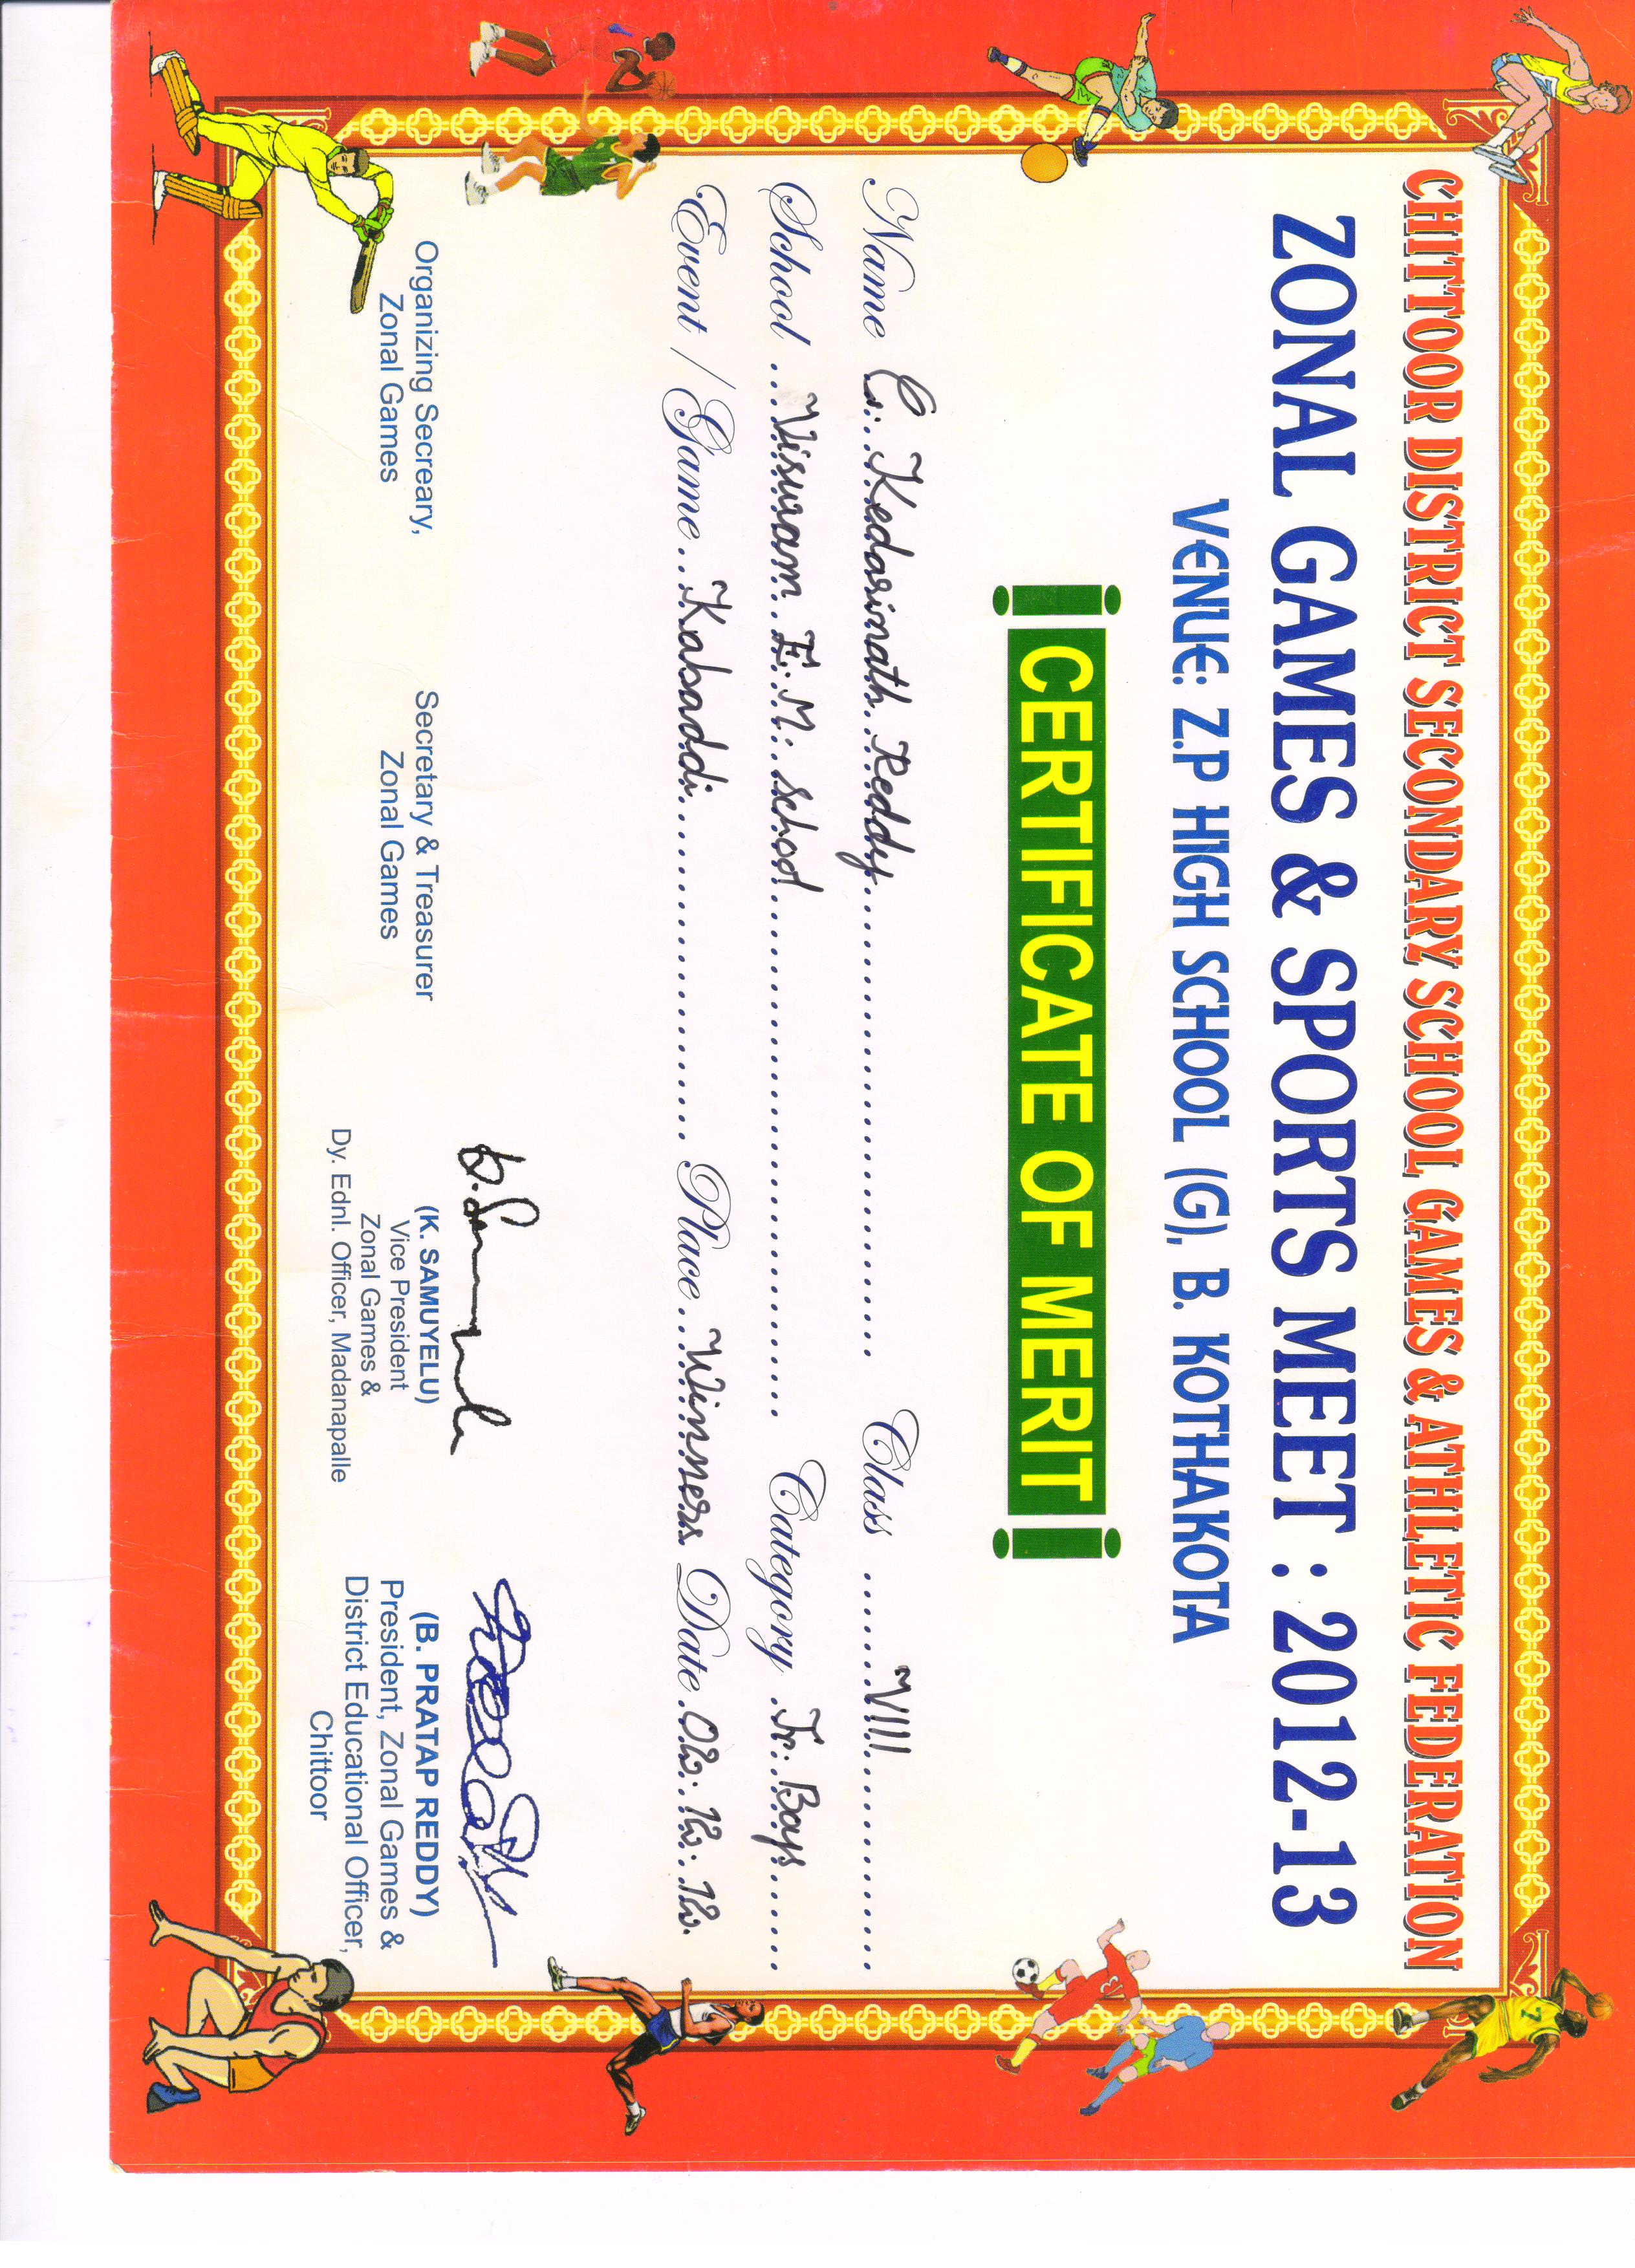 CHITTOOR DISTRICT SECONDARY SCHOOL GAMES & ATHLETIC FEDERATION
ZONAL GAMES & SPORTS MEET : 2012-13
VENUE: Z.P HIGH SCHOOL (G), B. KOTHAKOTA
CERTIFICATE OF MERIT
Name C. Kedarinath Reddy Class VIII
School Viswam E.M. School Category Jr. Boys
Event / Game Kabaddi Place Winners Date 02.12.12.
K. Samuyelu
Organizing Secreary, Secretary & Treasurer (K. SAMUYELU) (B. PRATAP REDDY)
Zonal Games Zonal Games Vice President President, Zonal Games &
Zonal Games & District Educational Officer,
Dy. Ednl. Officer, Madanapalle Chittoor
7